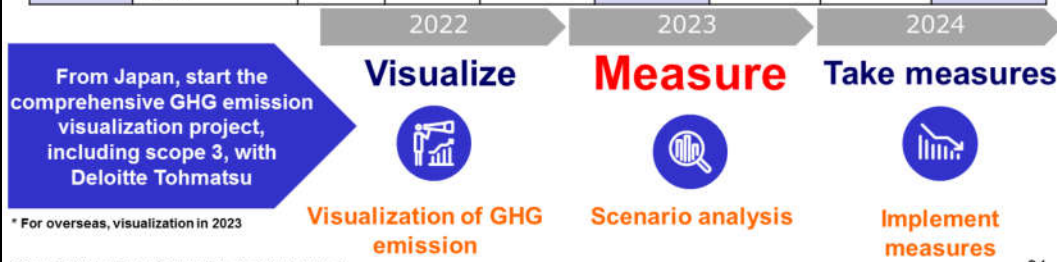 2022
2023
2024
From Japan, start the
comprehensive GHG emission
visualization project,
including scope 3, with
Deloitte Tohmatsu
Visualize
Measure
Take measures
* For overseas, visualization in 2023
Visualization of GHG
emission
Scenario analysis
Implement
measures